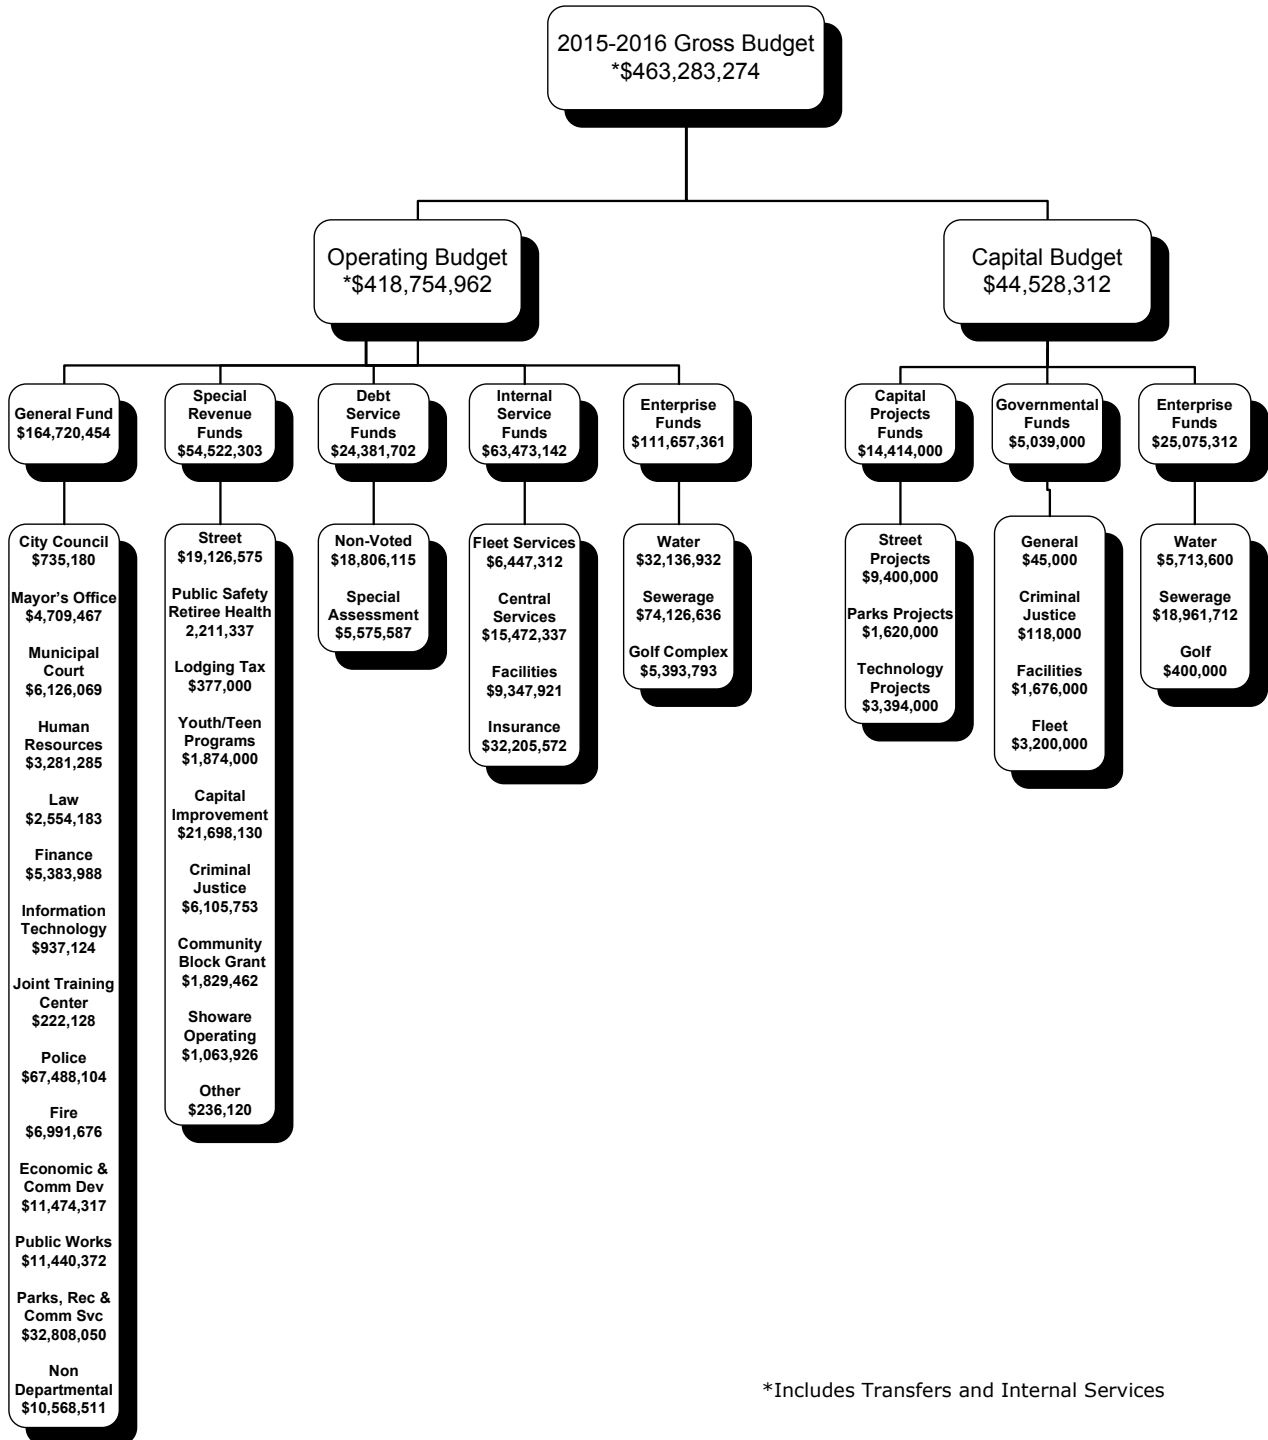 2015-2016 Gross Budget
*$463,283,274
Operating Budget
*$418,754,962
Capital Budget
$44,528,312
General Fund
$164,720,454
Special
Revenue
Funds
$54,522,303
Debt
Service
Funds
$24,381,702
Internal
Service
Funds
$63,473,142
Enterprise
Funds
$111,657,361
Capital
Projects
Funds
$14,414,000
Governmental
Funds
$5,039,000
Enterprise
Funds
$25,075,312
City Council
$735,180
Mayor's Office
$4,709,467
Municipal
Court
$6,126,069
Human
Resources
$3,281,285
Law
$2,554,183
Finance
$5,383,988
Information
Technology
$937,124
Joint Training
Center
$222,128
Police
$67,488,104
Fire
$6,991,676
Economic &
Comm Dev
$11,474,317
Public Works
$11,440,372
Parks, Rec &
Comm Svc
$32,808,050
Non
Departmental
$10,568,511
Street
$19,126,575
Public Safety
Retiree Health
2,211,337
Lodging Tax
$377,000
Youth/Teen
Programs
$1,874,000
Capital
Improvement
$21,698,130
Criminal
Justice
$6,105,753
Community
Block Grant
$1,829,462
Showare
Operating
$1,063,926
Other
$236,120
Non-Voted
$18,806,115
Special
Assessment
$5,575,587
Fleet Services
$6,447,312
Central
Services
$15,472,337
Facilities
$9,347,921
Insurance
$32,205,572
Water
$32,136,932
Sewerage
$74,126,636
Golf Complex
$5,393,793
Street
Projects
$9,400,000
Parks Projects
$1,620,000
Technology
Projects
$3,394,000
General
$45,000
Criminal
Justice
$118,000
Facilities
$1,676,000
Fleet
$3,200,000
Water
$5,713,600
Sewerage
$18,961,712
Golf
$400,000
*Includes Transfers and Internal Services